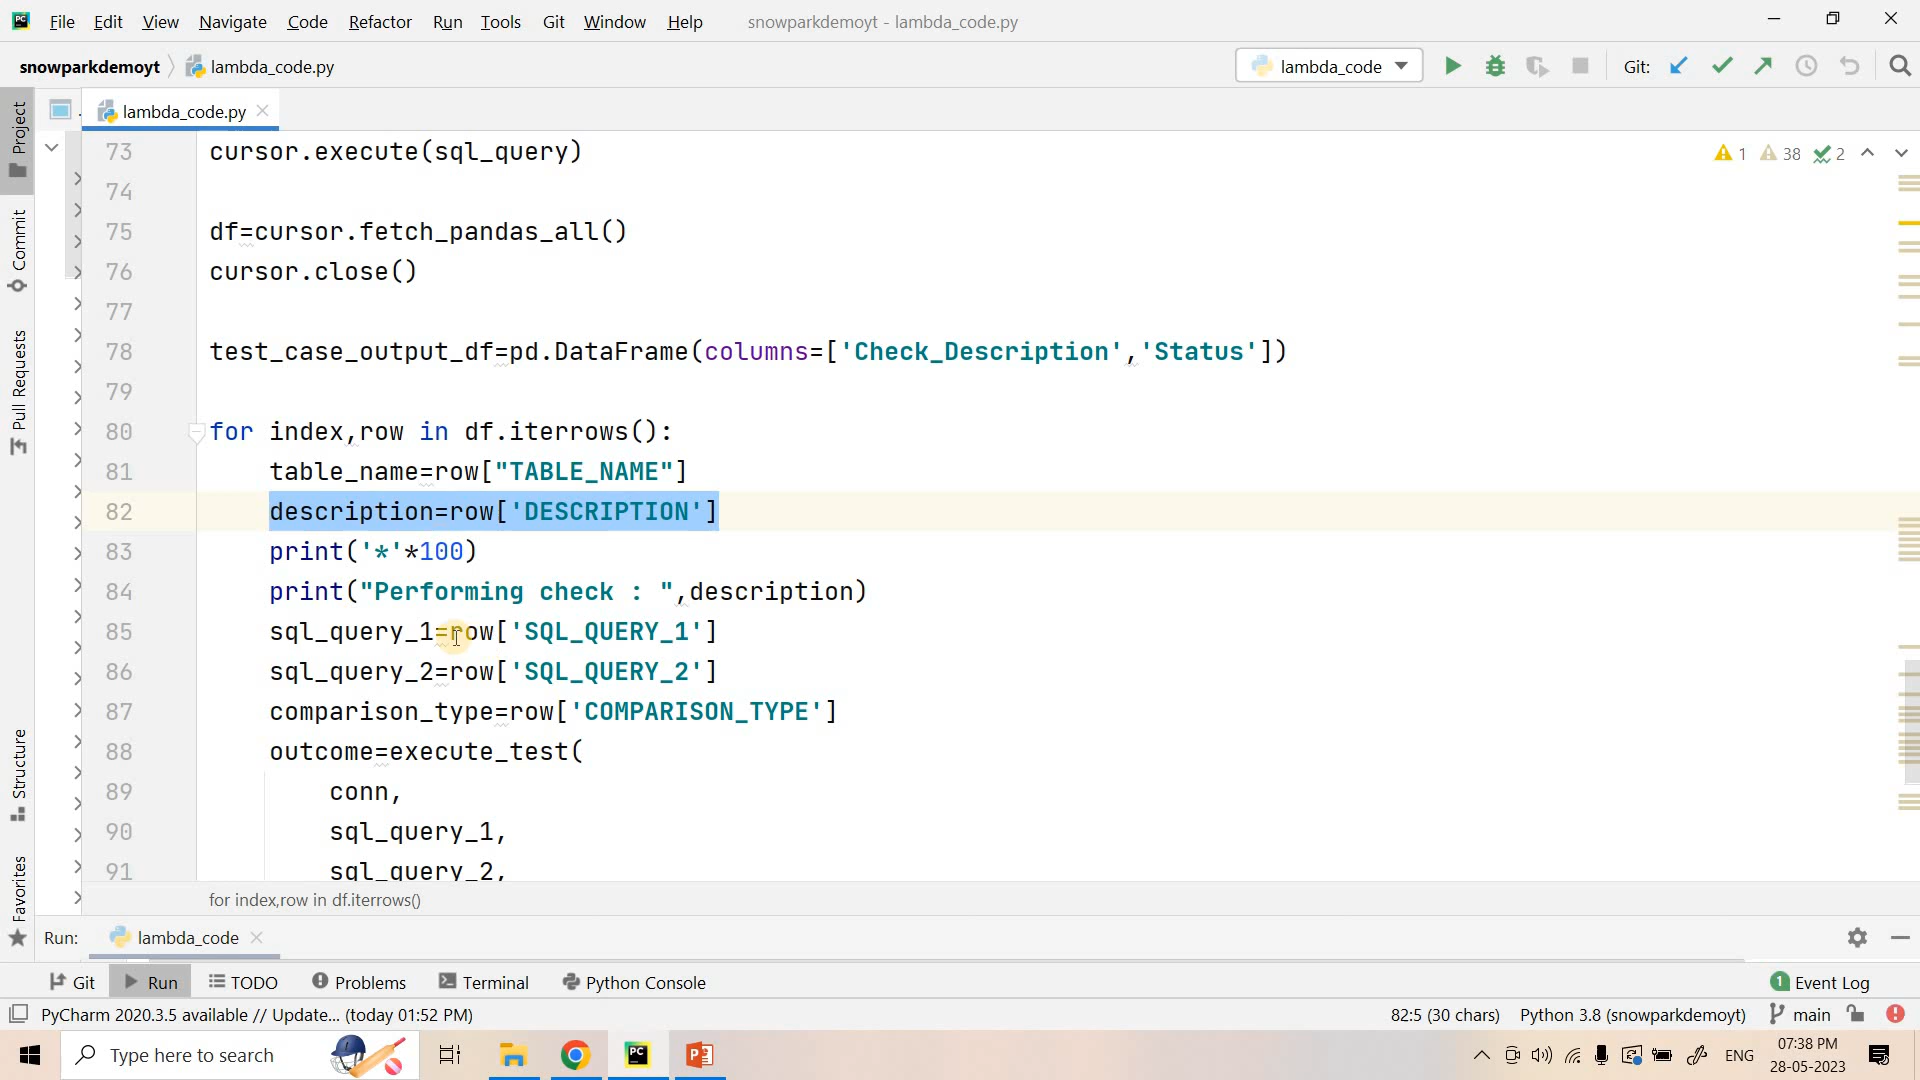 File Edit View Navigate Code Refactor Run Tools Git Window Help snowparkdemoyt - lambda_code.py
snowparkdemoyt lambda_code.py lambda_code Git:
lambda_code.py
Project
Commit
Pull Requests
Structure
Favorites
1 38 2
73 cursor.execute(sql_query)
74
75 df=cursor.fetch_pandas_all()
76 cursor.close()
77
78 test_case_output_df=pd.DataFrame(columns=['Check_Description','Status'])
79
80 for index,row in df.iterrows():
81 table_name=row["TABLE_NAME"]
82 description=row['DESCRIPTION']
83 print('*'*100)
84 print("Performing check : ",description)
85 sql_query_1=row['SQL_QUERY_1']
86 sql_query_2=row['SQL_QUERY_2']
87 comparison_type=row['COMPARISON_TYPE']
88 outcome=execute_test(
89 conn,
90 sql_query_1,
91 sql_query_2,
for index,row in df.iterrows()
Run: lambda_code
Git Run TODO Problems Terminal Python Console 1 Event Log
PyCharm 2020.3.5 available // Update... (today 01:52 PM) 82:5 (30 chars) Python 3.8 (snowparkdemoyt) main
Type here to search ENG 07:38 PM
28-05-2023